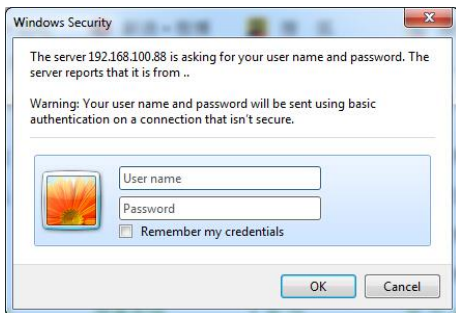 Windows Security
The server 192.168.100.88 is asking for your user name and password. The
server reports that it is from ..
Warning: Your user name and password will be sent using basic
authentication on a connection that isn't secure.
User name
Password
Remember my credentials
OK
Cancel